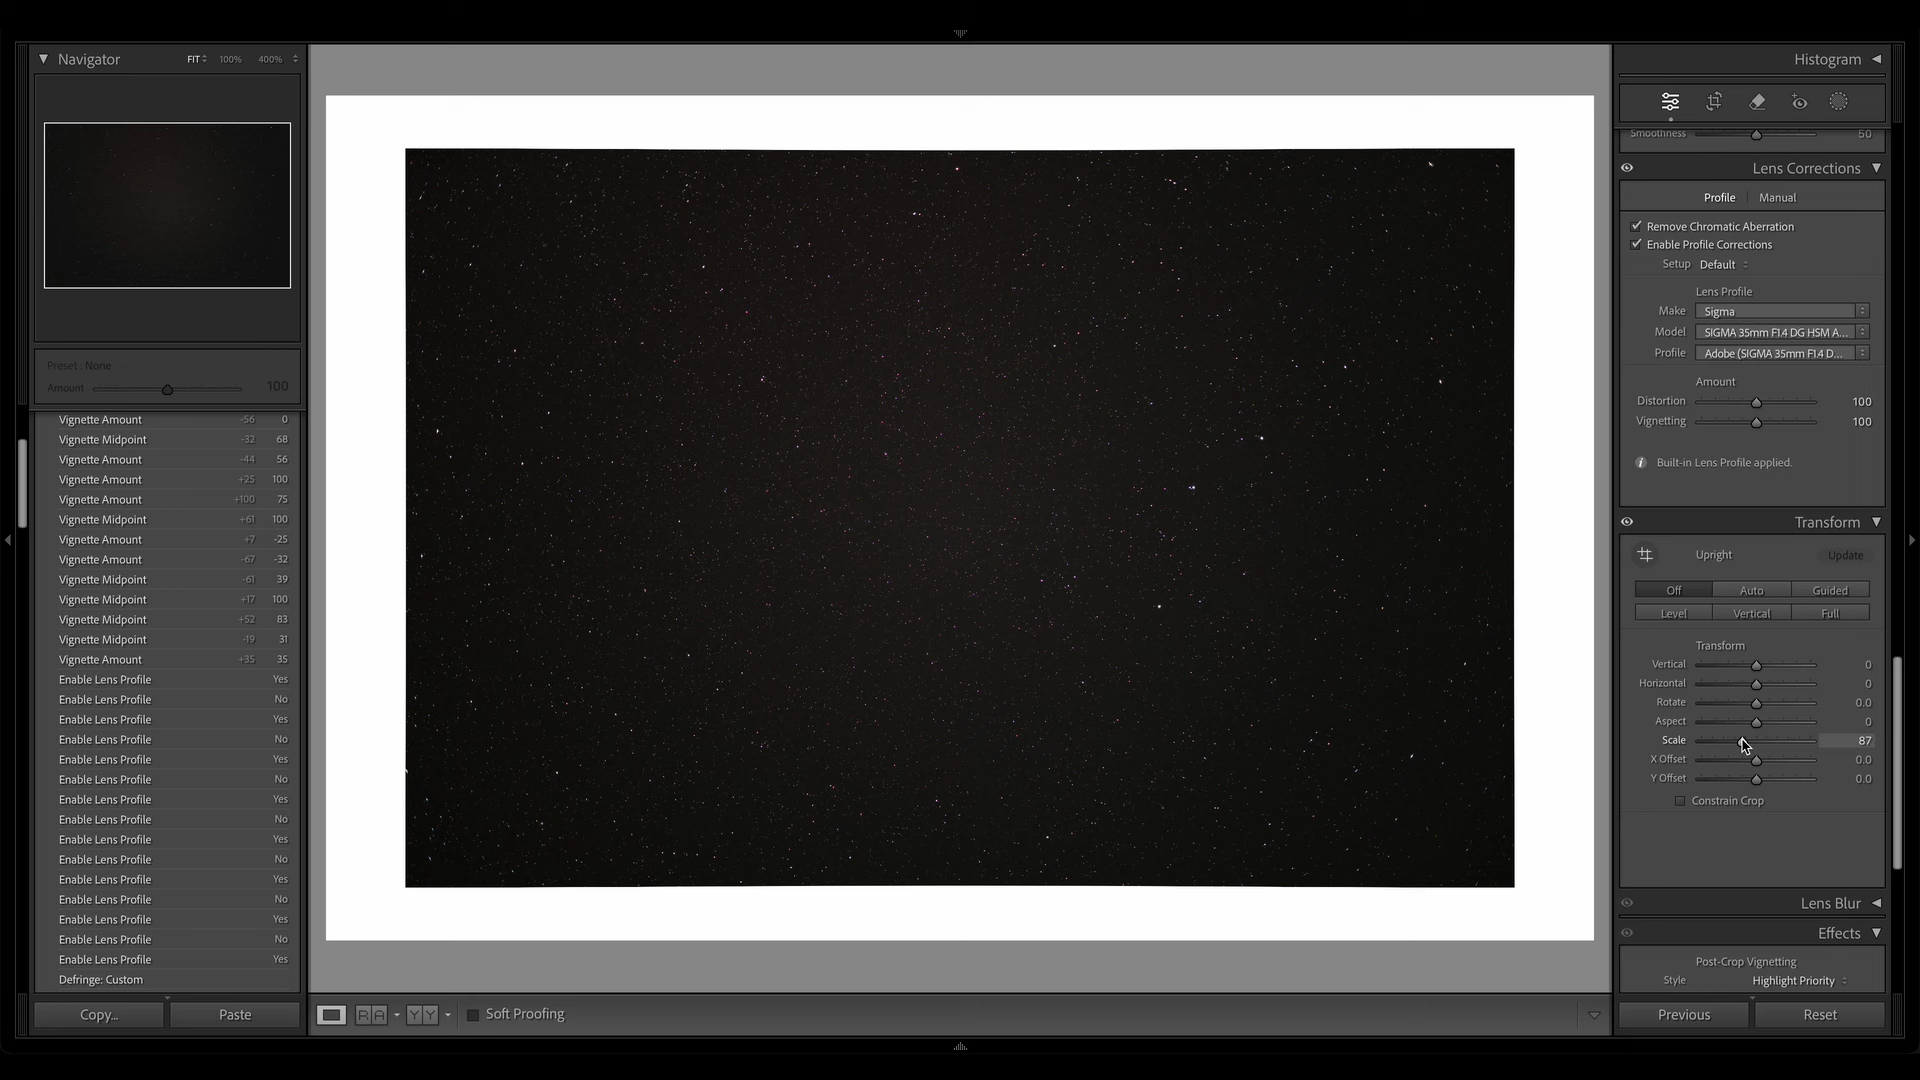 Navigator FIT 100% 400%
Preset : None
Amount 100
Vignette Amount -56 0
Vignette Midpoint -32 68
Vignette Amount -44 56
Vignette Amount +25 100
Vignette Amount +100 75
Vignette Midpoint +61 100
Vignette Amount +7 -25
Vignette Amount -67 -32
Vignette Midpoint -61 39
Vignette Midpoint +17 100
Vignette Midpoint +52 83
Vignette Midpoint -19 31
Vignette Amount +35 35
Enable Lens Profile Yes
Enable Lens Profile No
Enable Lens Profile Yes
Enable Lens Profile No
Enable Lens Profile Yes
Enable Lens Profile No
Enable Lens Profile Yes
Enable Lens Profile No
Enable Lens Profile Yes
Enable Lens Profile No
Enable Lens Profile Yes
Enable Lens Profile No
Enable Lens Profile Yes
Enable Lens Profile No
Enable Lens Profile Yes
Defringe: Custom
Copy... Paste
RA YY Soft Proofing
Histogram
Smoothness 50
Lens Corrections
Profile Manual
Remove Chromatic Aberration
Enable Profile Corrections
Setup Default
Lens Profile
Make Sigma
Model SIGMA 35mm F1.4 DG HSM A...
Profile Adobe (SIGMA 35mm F1.4 D...
Amount
Distortion 100
Vignetting 100
Built-in Lens Profile applied.
Transform
Upright Update
Off Auto Guided
Level Vertical Full
Transform
Vertical 0
Horizontal 0
Rotate 0.0
Aspect 0
Scale 87
X Offset 0.0
Y Offset 0.0
Constrain Crop
Lens Blur
Effects
Post-Crop Vignetting
Style Highlight Priority
Previous Reset